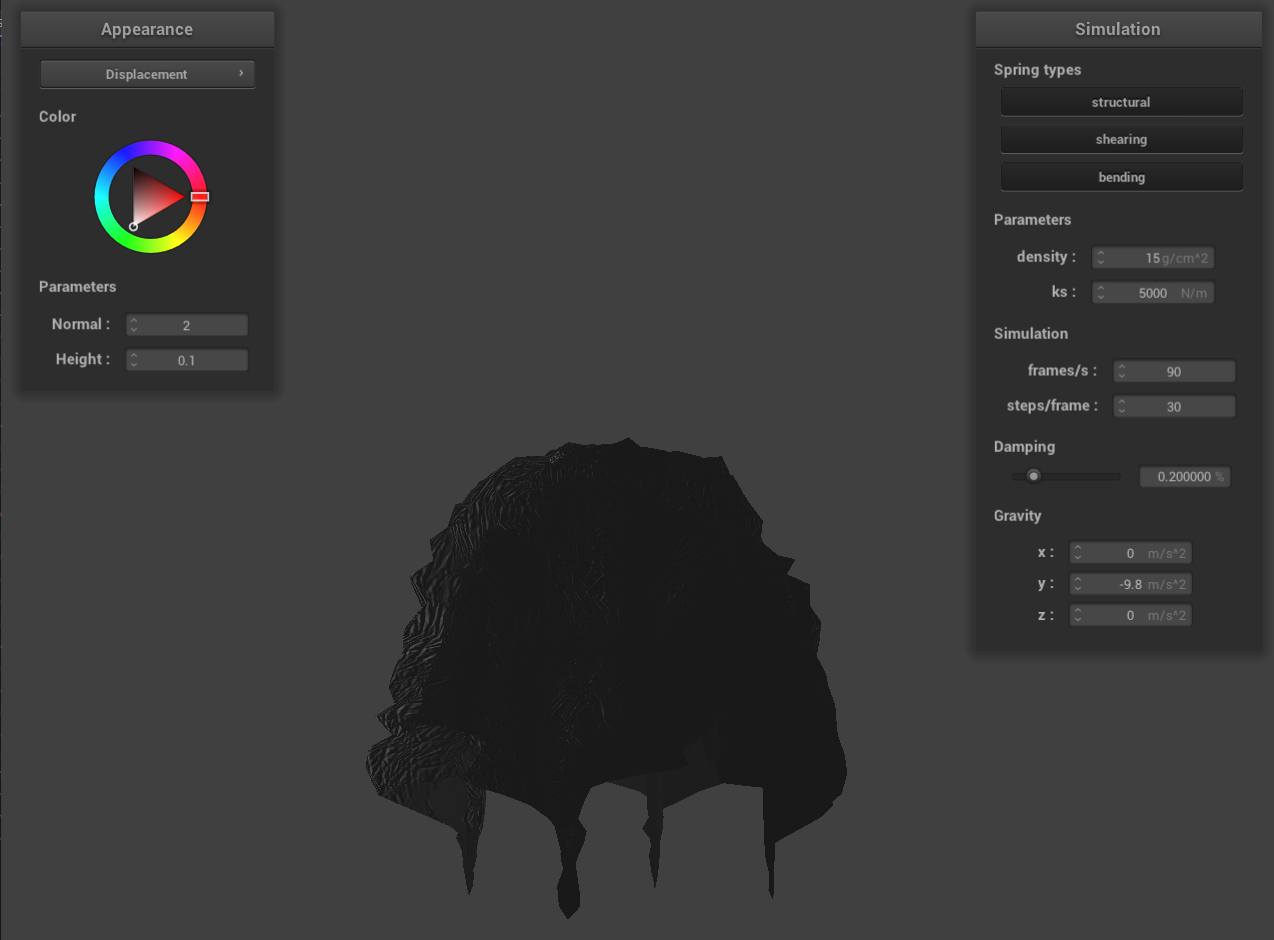 Appearance
Displacement
Color
Parameters
Normal : 2
Height : 0.1
Simulation
Spring types
structural
shearing
bending
Parameters
density : 15 g/cm^2
ks : 5000 N/m
Simulation
frames/s : 90
steps/frame : 30
Damping
0.200000 %
Gravity
x : 0 m/s^2
y : -9.8 m/s^2
z : 0 m/s^2